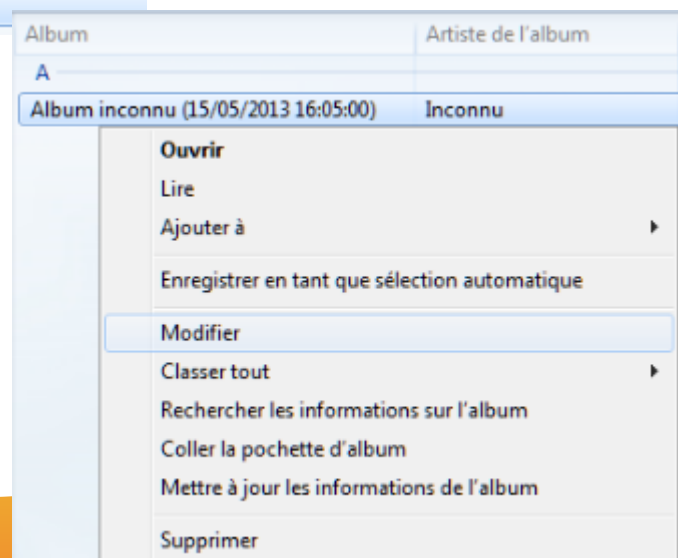 Album Artiste de l'album
A
Album inconnu (15/05/2013 16:05:00) Inconnu
Ouvrir
Lire
Ajouter à
Enregistrer en tant que sélection automatique
Modifier
Classer tout
Rechercher les informations sur l'album
Coller la pochette d'album
Mettre à jour les informations de l'album
Supprimer